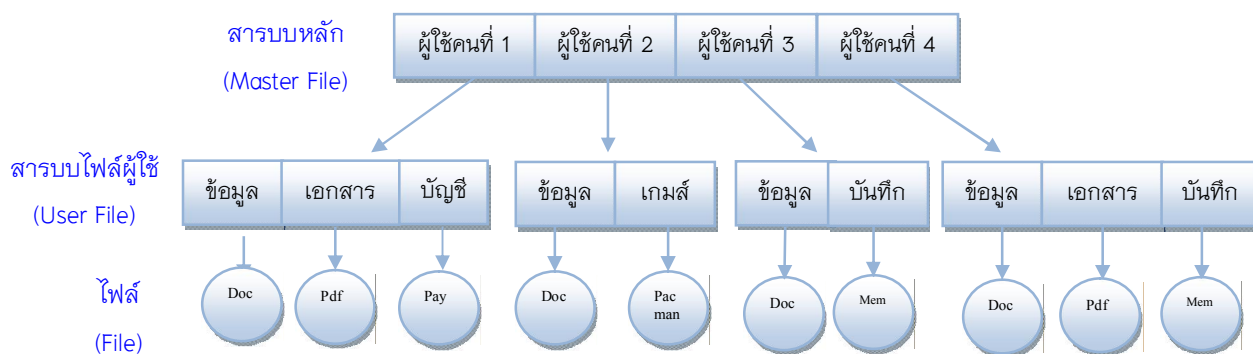 สารบบหลัก
(Master File)
ผู้ใช้คนที่ 1 ผู้ใช้คนที่ 2 ผู้ใช้คนที่ 3 ผู้ใช้คนที่ 4
สารบบไฟล์ผู้ใช้
(User File)
ข้อมูล เอกสาร บัญชี ข้อมูล เกมส์ ข้อมูล บันทึก ข้อมูล เอกสาร บันทึก
ไฟล์
(File)
Doc Pdf Pay Doc Pac Doc Mem Doc Pdf Mem
man